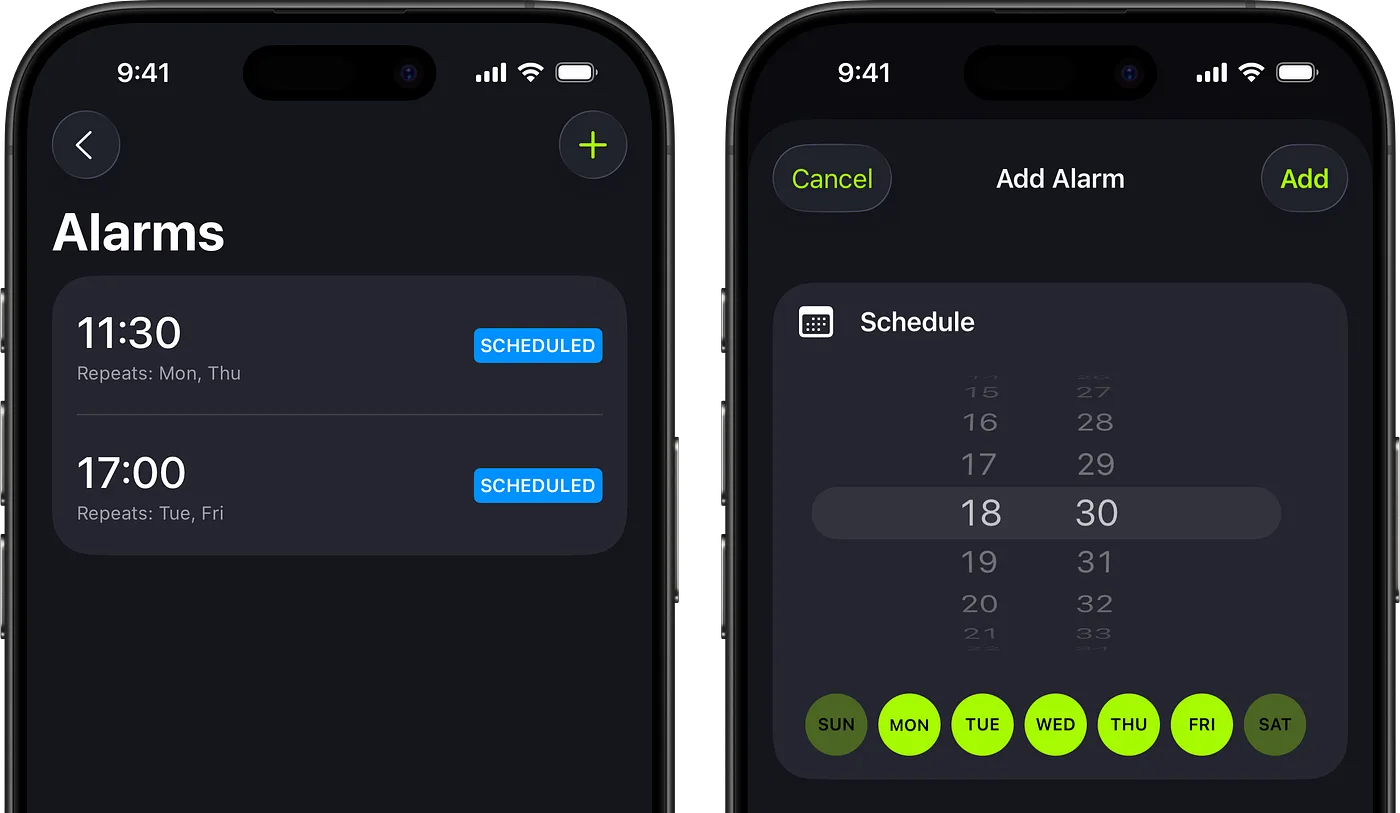 9:41
Alarms
11:30
SCHEDULED
Repeats: Mon, Thu
17:00
SCHEDULED
Repeats: Tue, Fri
9:41
Cancel
Add Alarm
Add
Schedule
15 27
16 28
17 29
18 30
19 31
20 32
21 33
SUN MON TUE WED THU FRI SAT